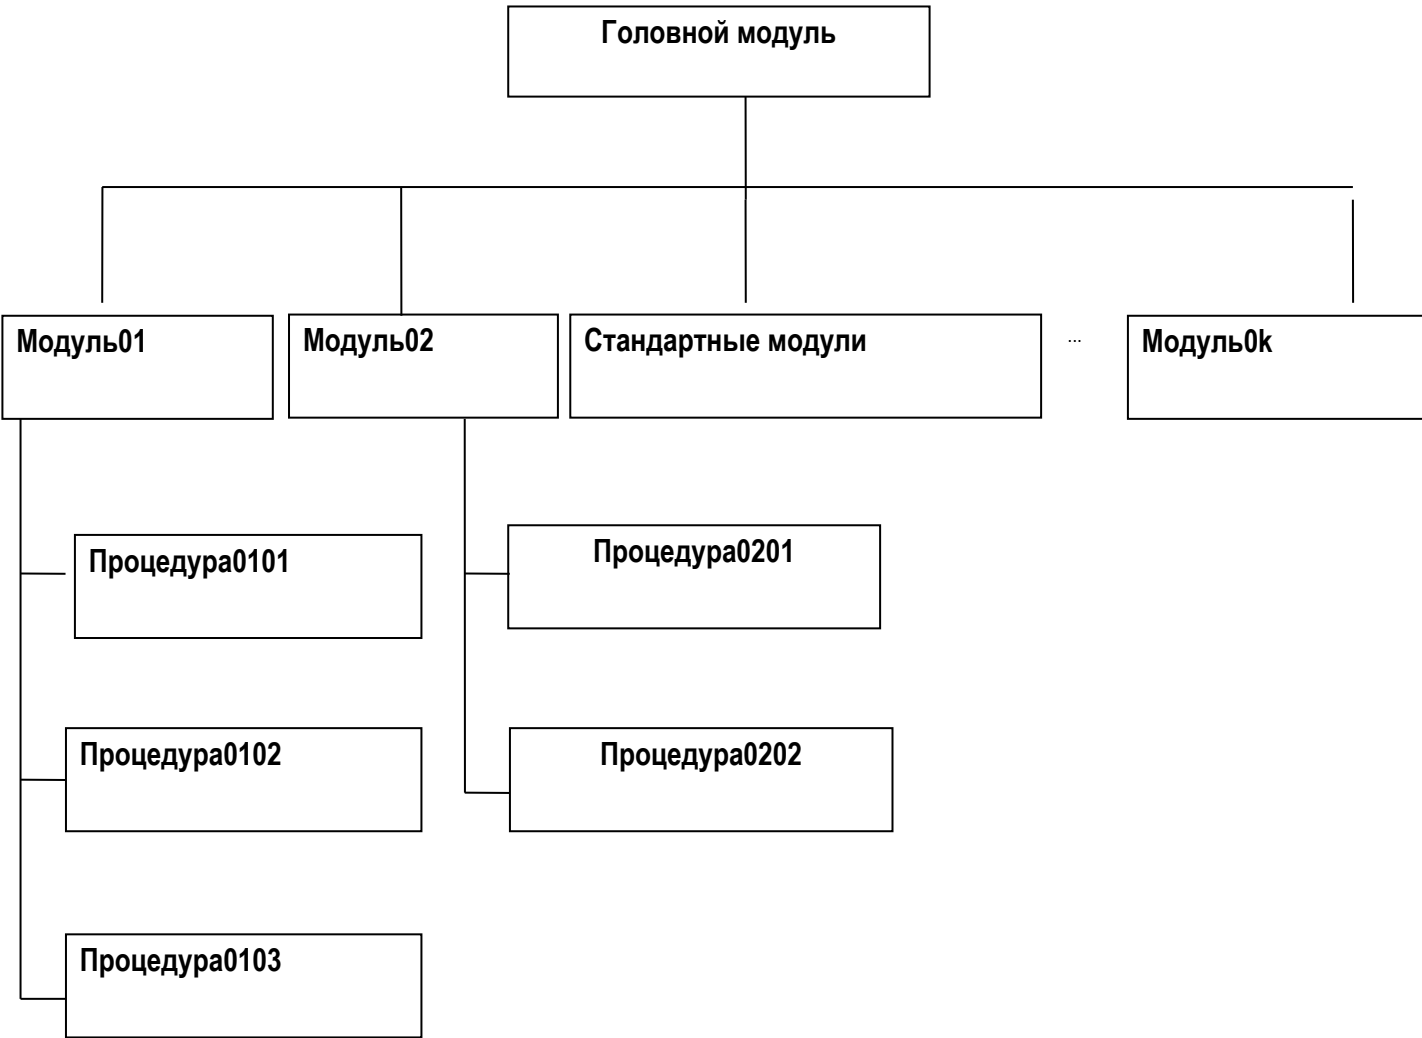 Головной модуль
Модуль01
Модуль02
Стандартные модули
...
Модуль0k
Процедура0101
Процедура0201
Процедура0102
Процедура0202
Процедура0103